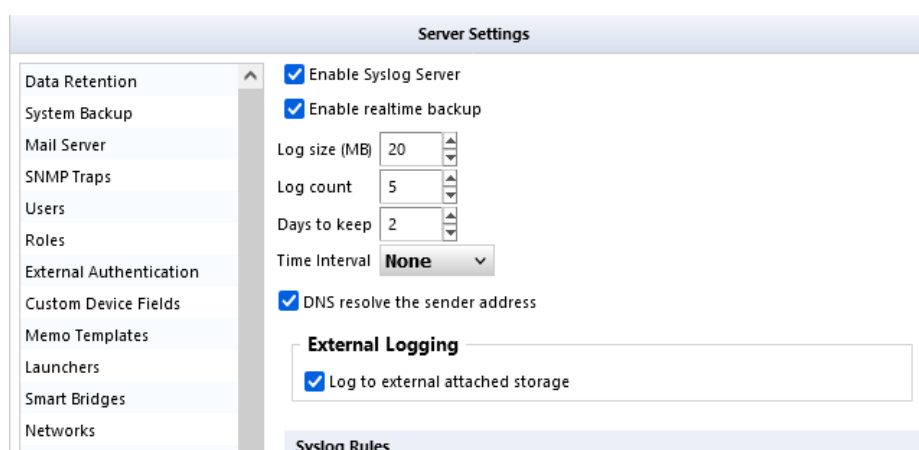 Server Settings
Data Retention
System Backup
Mail Server
SNMP Traps
Users
Roles
External Authentication
Custom Device Fields
Memo Templates
Launchers
Smart Bridges
Networks
Enable Syslog Server
Enable realtime backup
Log size (MB) 20
Log count 5
Days to keep 2
Time Interval None
DNS resolve the sender address
External Logging
Log to external attached storage
Syslog Rules